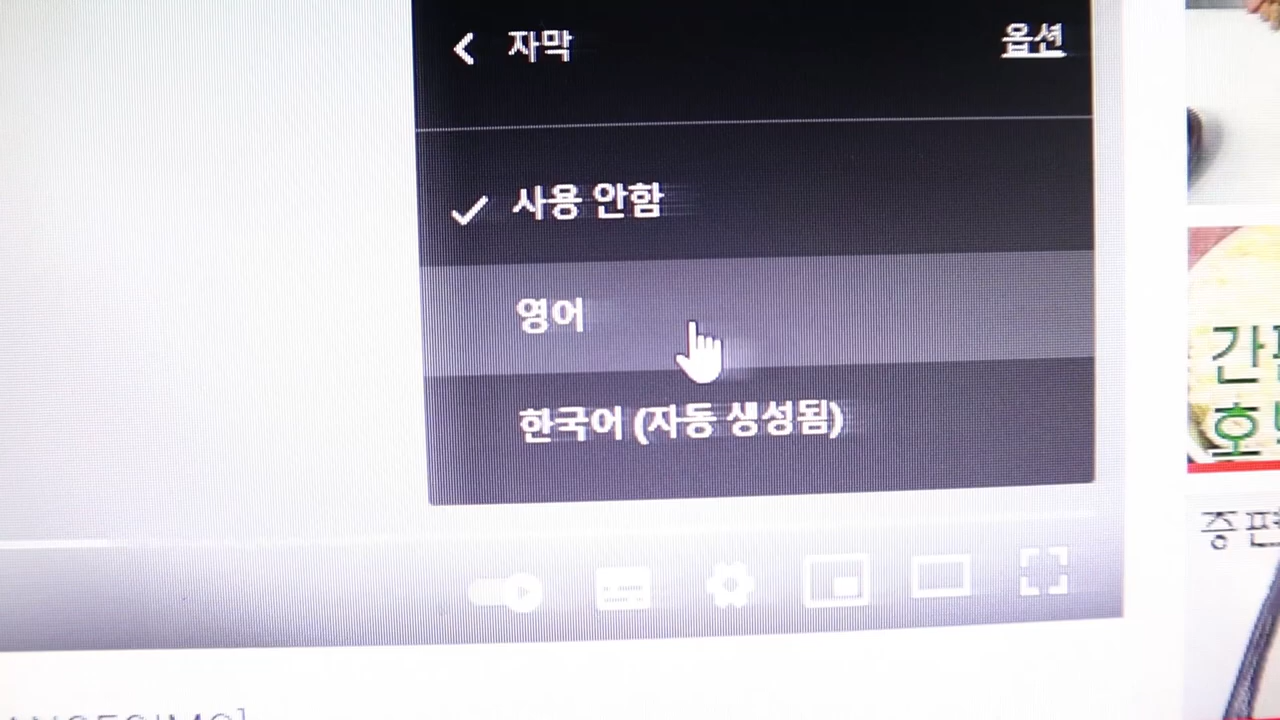 자막
옵션
사용 안함
영어
한국어 (자동 생성됨)